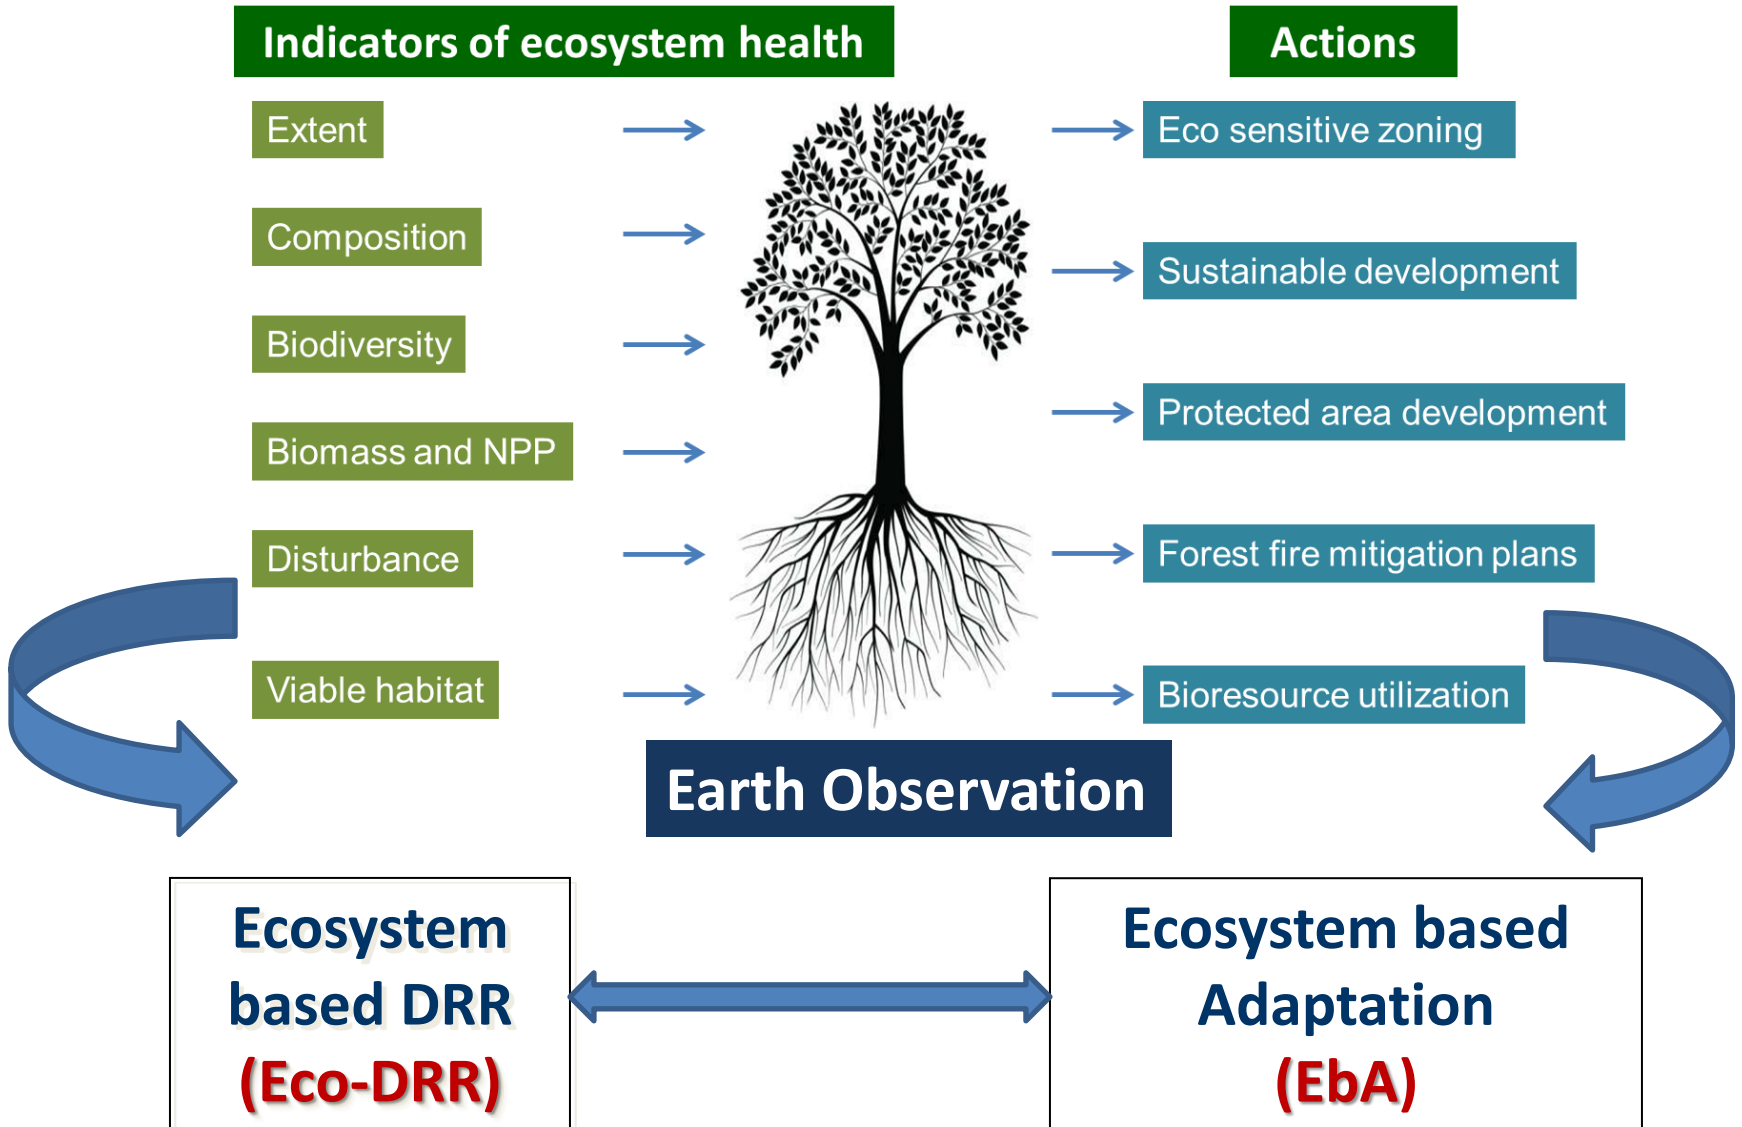 Indicators of ecosystem health
Actions
Extent
Composition
Biodiversity
Biomass and NPP
Disturbance
Viable habitat
Eco sensitive zoning
Sustainable development
Protected area development
Forest fire mitigation plans
Bioresource utilization
Earth Observation
Ecosystem
based DRR
(Eco-DRR)
Ecosystem based
Adaptation
(EbA)